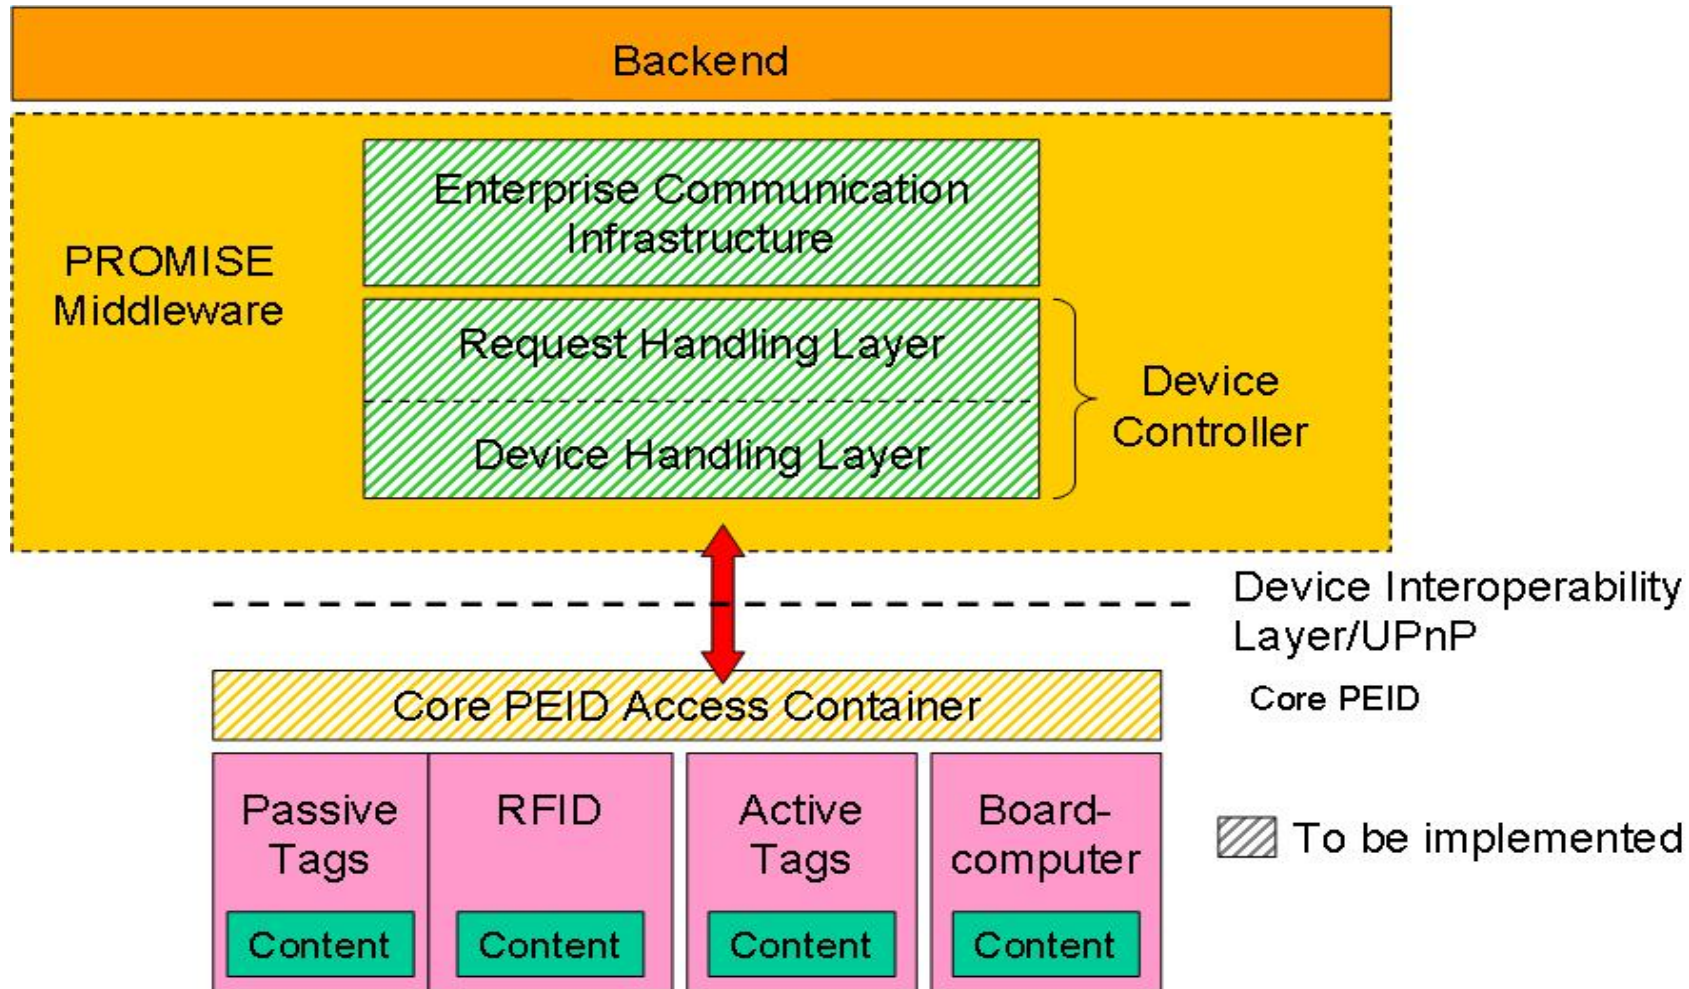 Backend
Enterprise Communication
Infrastructure
PROMISE
Middleware
Request Handling Layer
Device Handling Layer
Device
Controller
Device Interoperability
Layer/UPnP
Core PEID Access Container
Core PEID
Passive
Tags
RFID
Active
Tags
Board-
computer
To be implemented
Content
Content
Content
Content